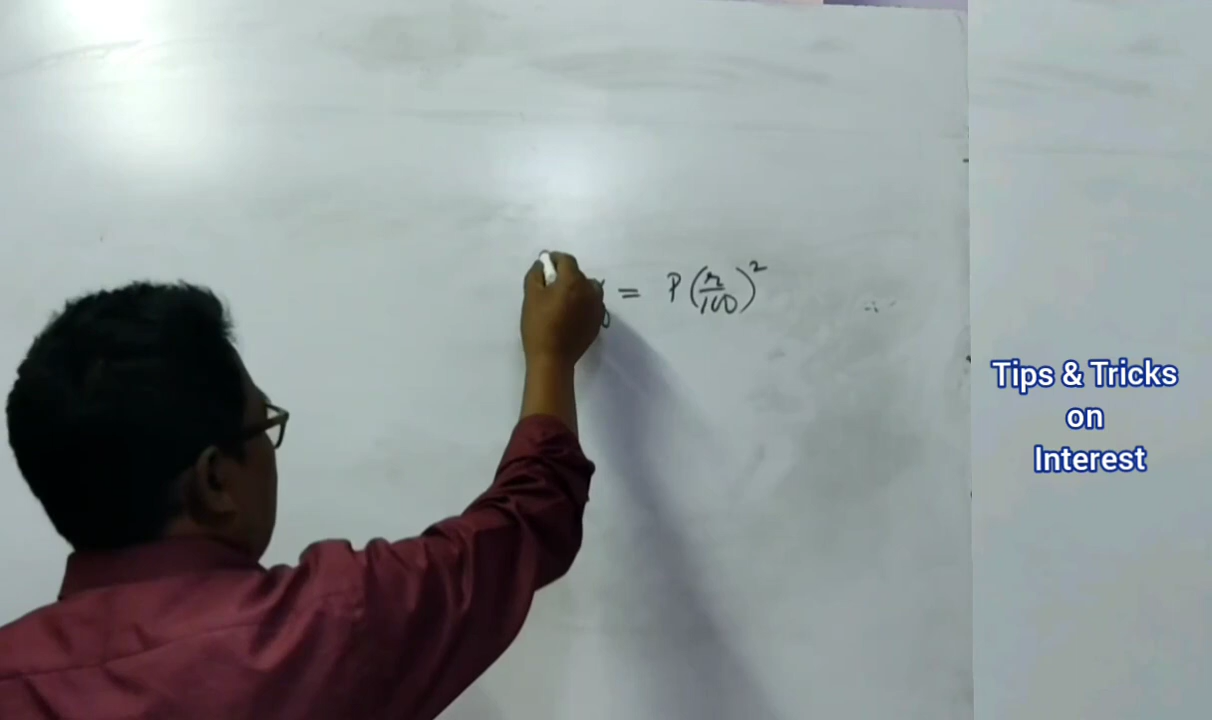 = P(r/100)²
Tips & Tricks
on
Interest